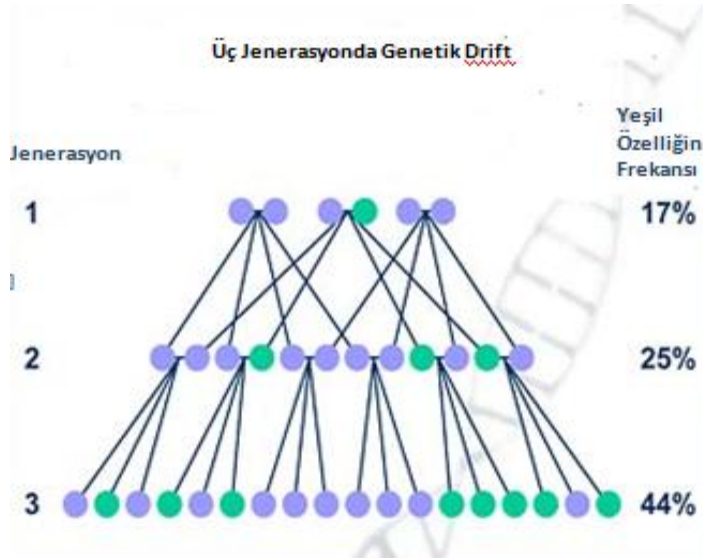 Üç Jenerasyonda Genetik Drift
Yeşil
Özelliğin
Frekansı
Jenerasyon
1
17%
2
25%
3
44%